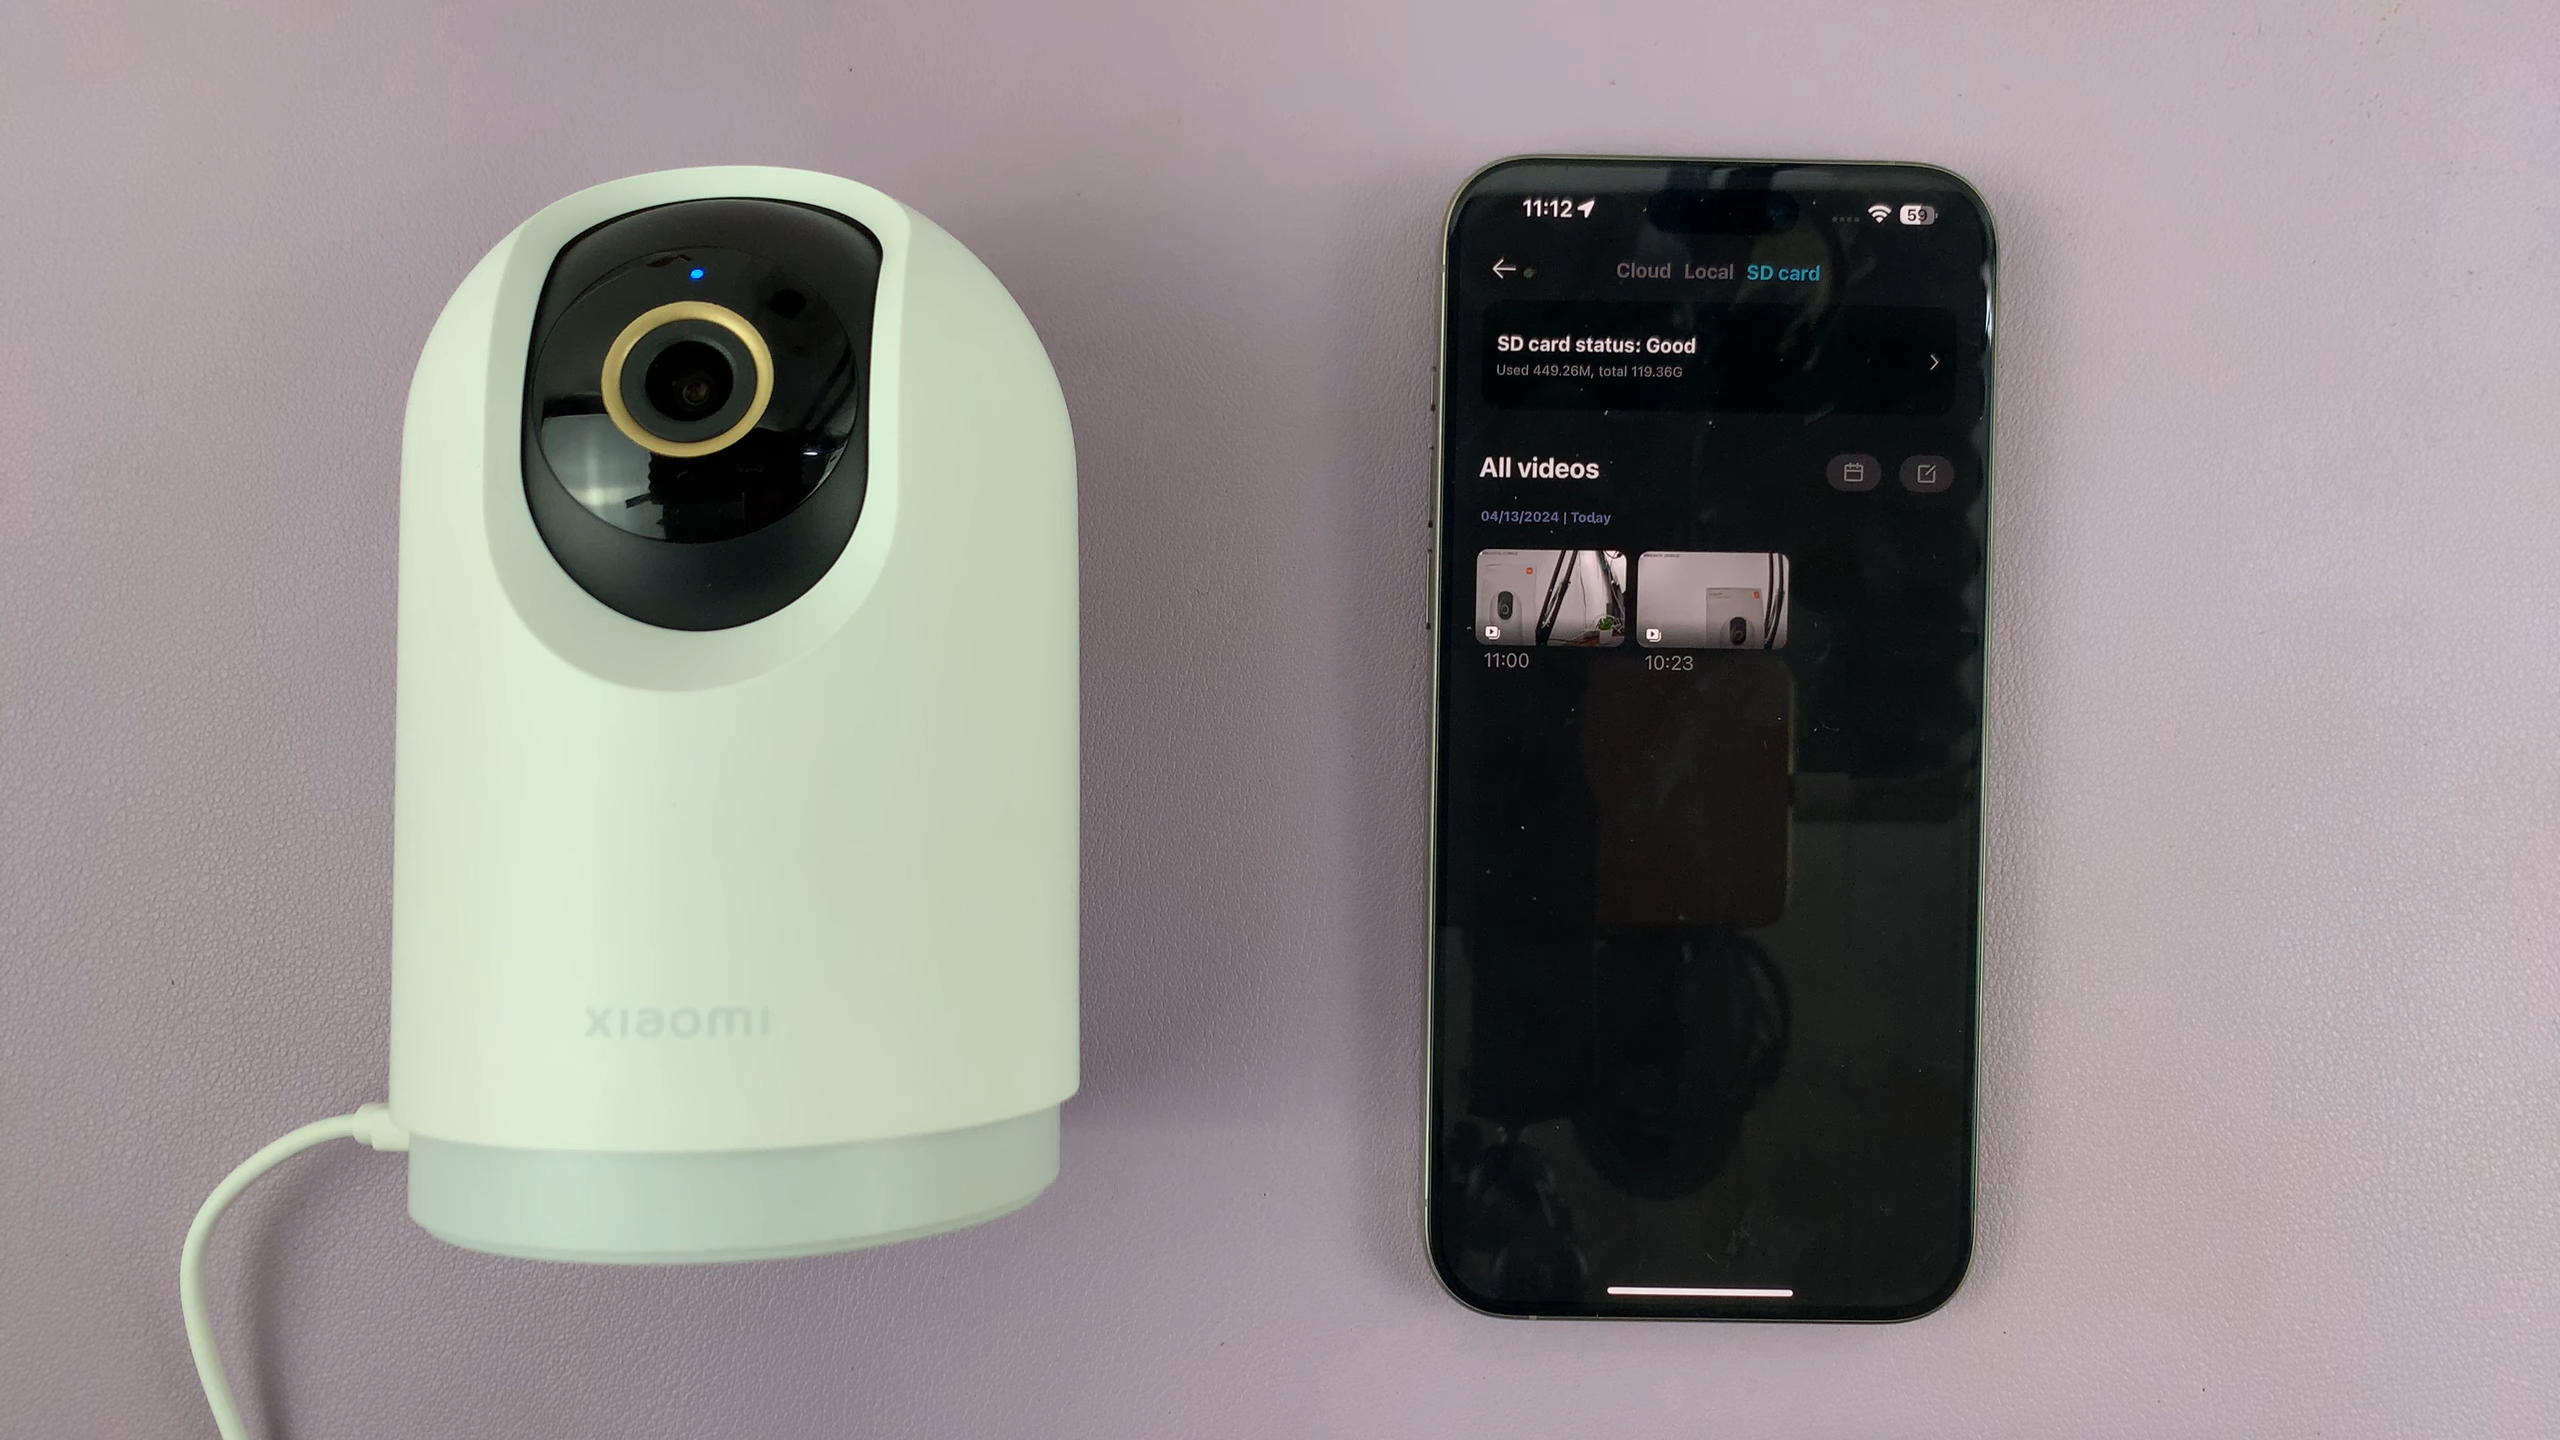 xiaomi
11:12
59
Cloud Local SD card
SD card status: Good
Used 449.26M, total 119.36G
All videos
04/13/2024 | Today
11:00
10:23